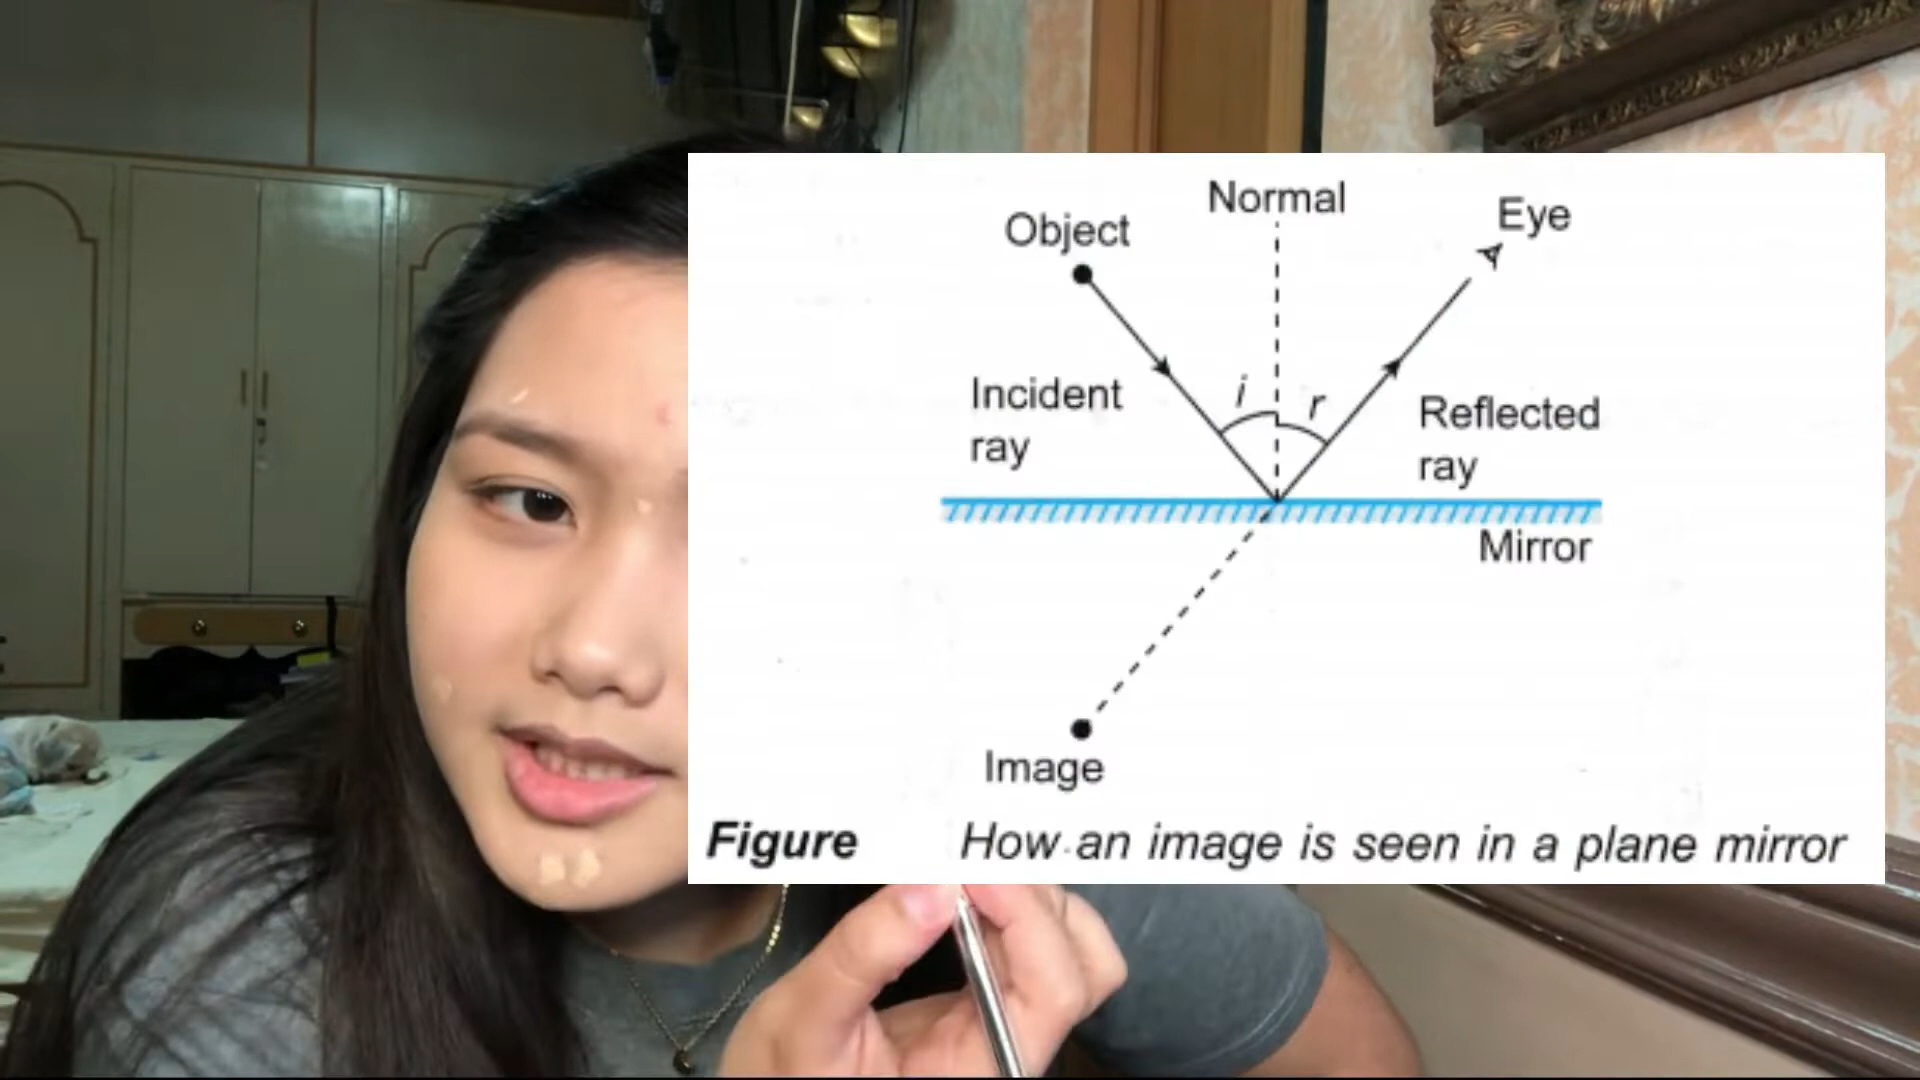 Normal
Object
Eye
Incident
ray
i
r
Reflected
ray
Mirror
Image
Figure How an image is seen in a plane mirror